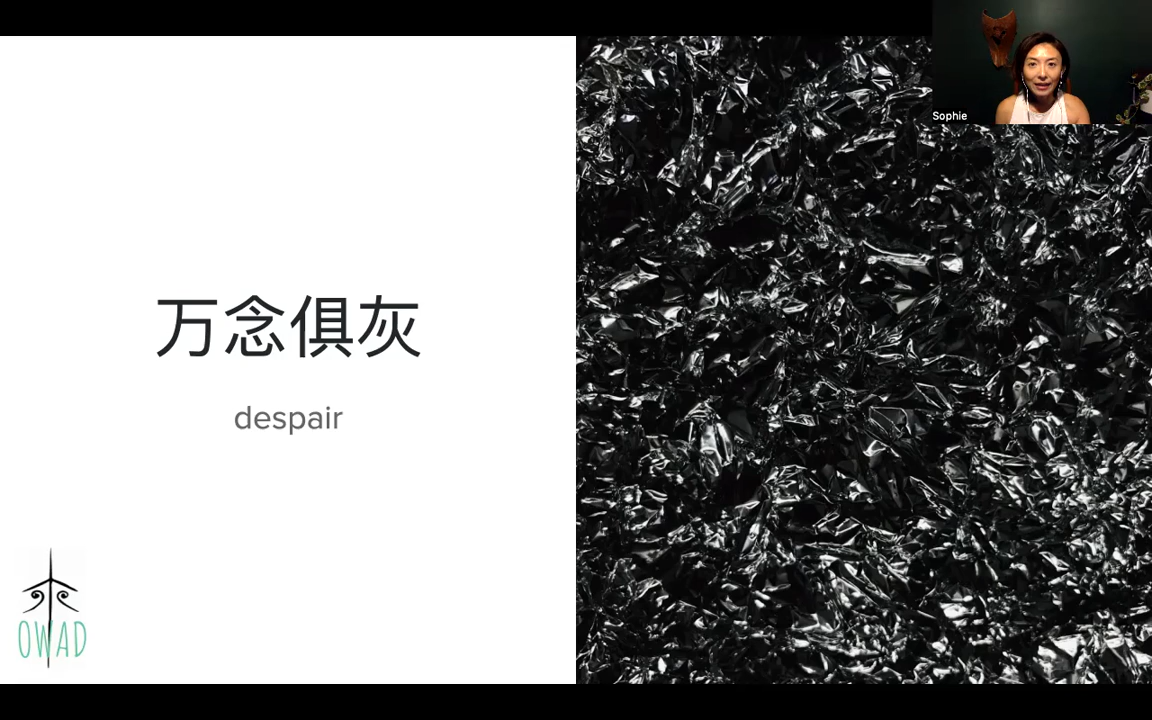 万念俱灰
despair
OWAD
Sophie